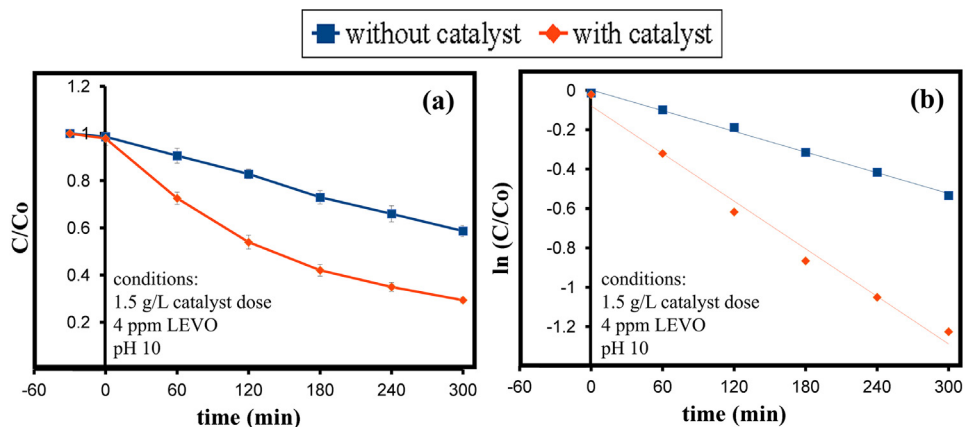 without catalyst with catalyst
(a)
1.2
1
0.8
0.6
0.4
0.2
C/Co
conditions:
1.5 g/L catalyst dose
4 ppm LEVO
pH 10
-60 0 60 120 180 240 300
time (min)
(b)
0
-0.2
-0.4
-0.6
-0.8
-1
-1.2
ln (C/Co)
conditions:
1.5 g/L catalyst dose
4 ppm LEVO
pH 10
-60 0 60 120 180 240 300
time (min)